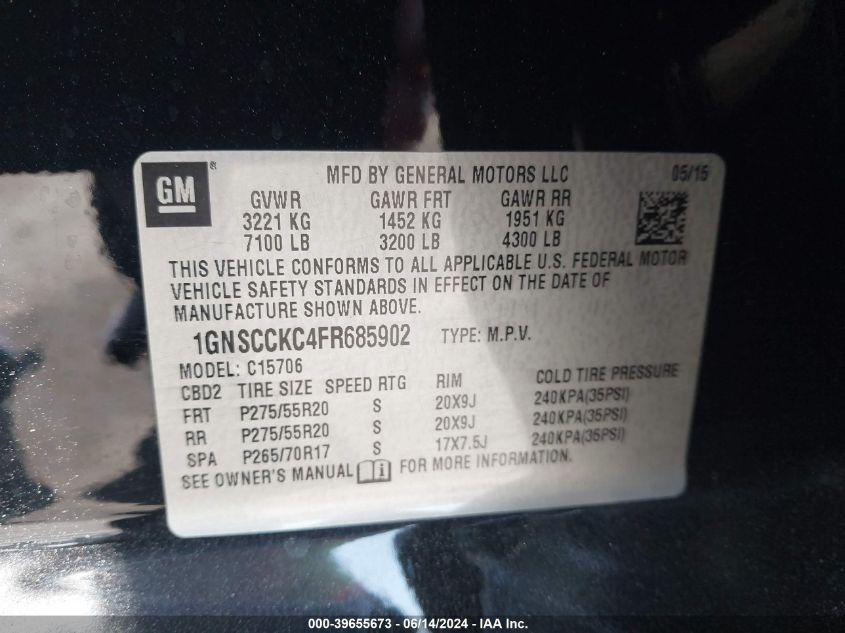 GM ® MFD BY GENERAL MOTORS LLC 05/15
GVWR GAWR FRT GAWR RR
3221 KG 1452 KG 1951 KG
7100 LB 3200 LB 4300 LB
THIS VEHICLE CONFORMS TO ALL APPLICABLE U.S. FEDERAL MOTOR
VEHICLE SAFETY STANDARDS IN EFFECT ON THE DATE OF
MANUFACTURE SHOWN ABOVE.
1GNSCCKC4FR685902 TYPE: M.P.V.
MODEL: C15706
CBD2 TIRE SIZE SPEED RTG RIM COLD TIRE PRESSURE
FRT P275/55R20 S 20X9J 240KPA(35PSI)
RR P275/55R20 S 20X9J 240KPA(35PSI)
SPA P265/70R17 S 17X7.5J 240KPA(35PSI)
SEE OWNER'S MANUAL i FOR MORE INFORMATION.
000-39655673 - 06/14/2024 - IAA Inc.